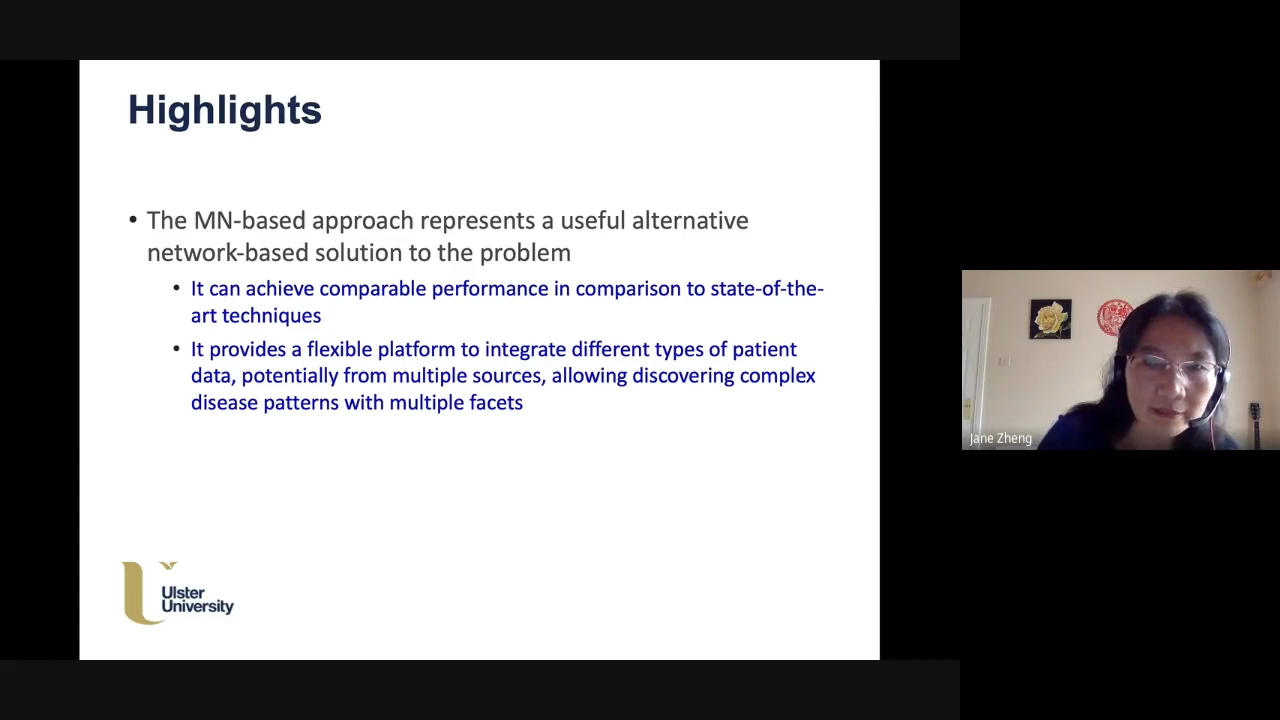 Highlights
• The MN-based approach represents a useful alternative
network-based solution to the problem
• It can achieve comparable performance in comparison to state-of-the-
art techniques
• It provides a flexible platform to integrate different types of patient
data, potentially from multiple sources, allowing discovering complex
disease patterns with multiple facets
Ulster
University
Jane Zheng